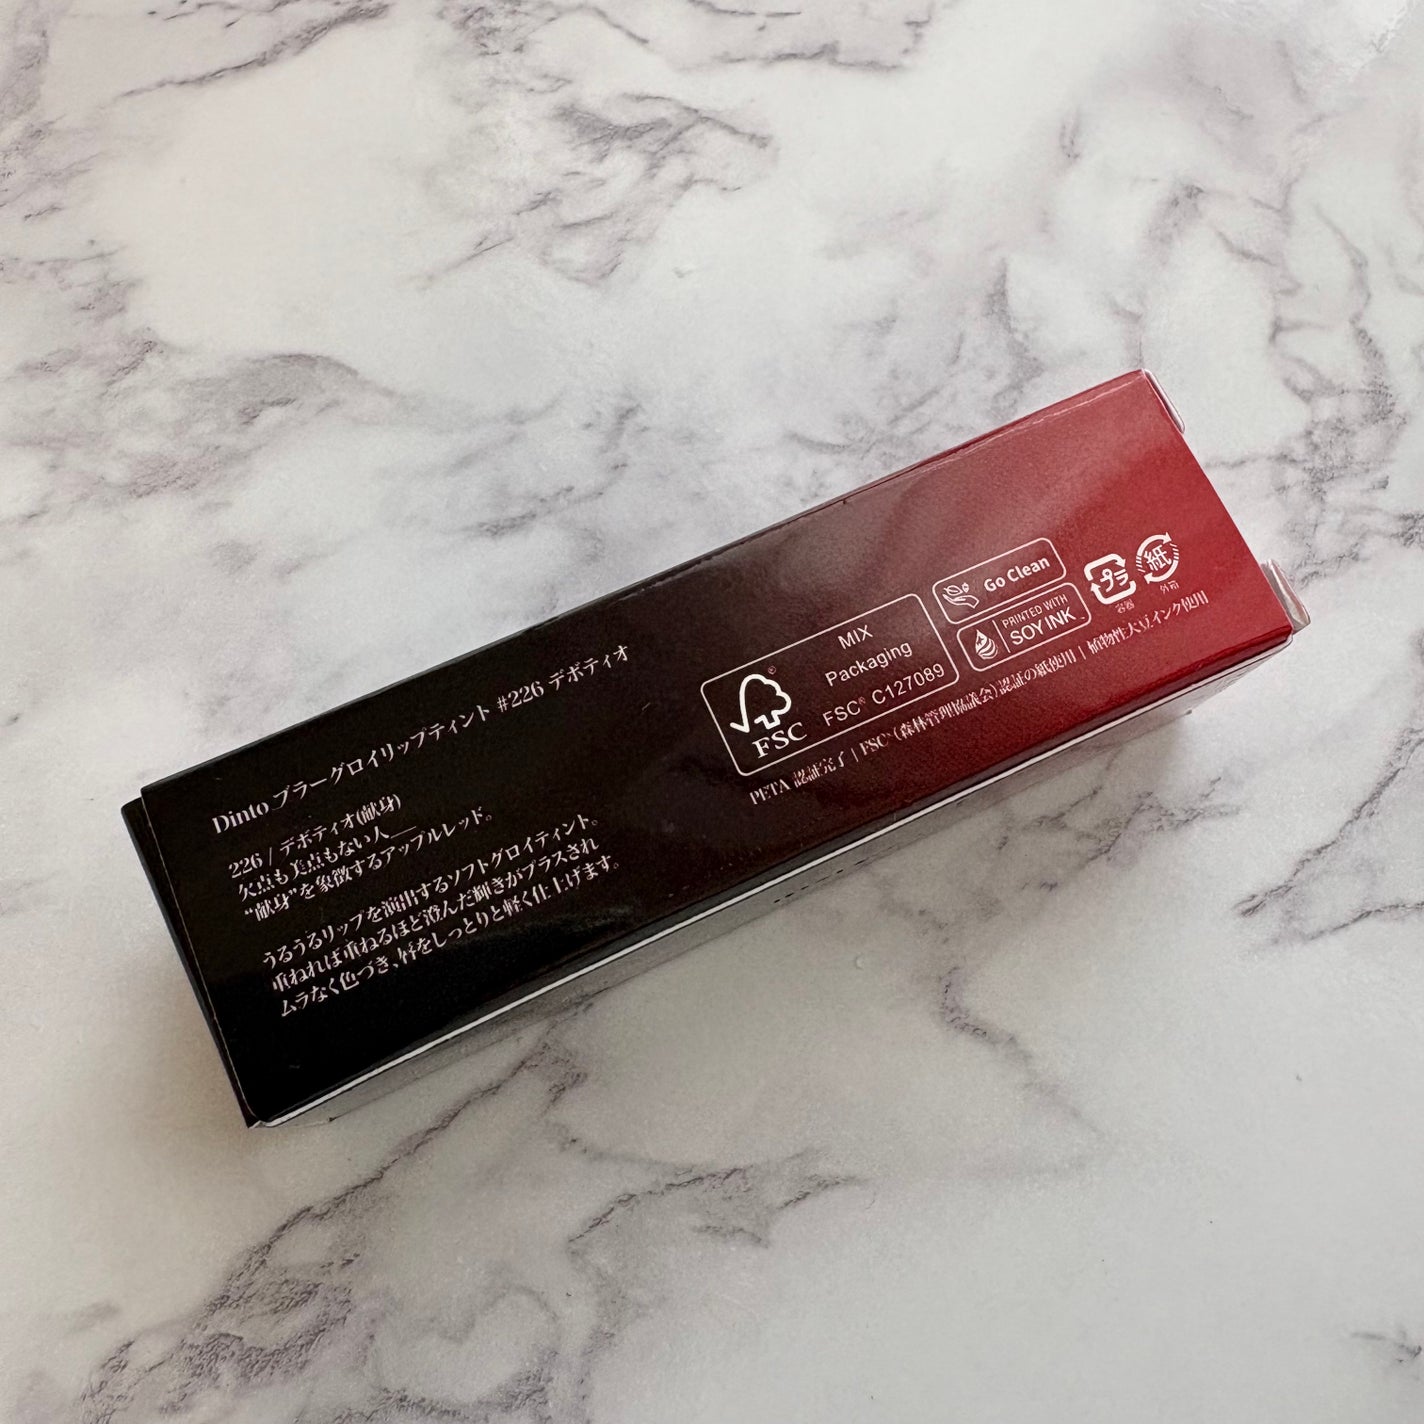 Dinto ブラーグロイリップティント #226 デボティオ
226 / デボティオ(献身)
欠点も美点もない人―
“献身”を象徴するアップルレッド。
うるうるリップを演出するソフトグロイティント。
重ねれば重ねるほど澄んだ輝きがプラスされ
ムラなく色づき、唇をしっとりと軽く仕上げます。
FSC®
MIX
Packaging
FSC® C127089
Go Clean
PRINTED WITH
SOY INK
プラ
容器
紙
外箱
PETA 認証完了 | FSC®(森林管理協議会)認証の紙使用 | 植物性大豆インク使用